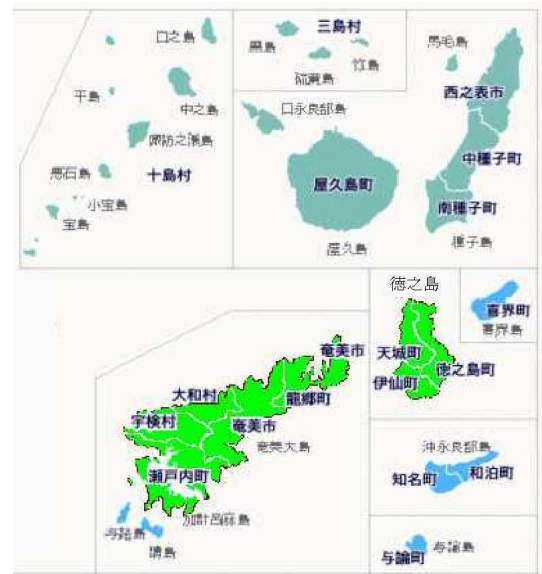 口之島
平島
中之島
諏訪之瀬島
悪石島
十島村
小宝島
宝島
三島村
黒島
竹島
硫黄島
馬毛島
西之表市
中種子町
南種子町
種子島
口永良部島
屋久島町
屋久島
徳之島
天城町
徳之島町
伊仙町
喜界町
喜界島
奄美市
大和村
龍郷町
宇検村
奄美市
奄美大島
瀬戸内町
加計呂麻島
与路島
請島
沖永良部島
知名町
和泊町
与論町
与論島